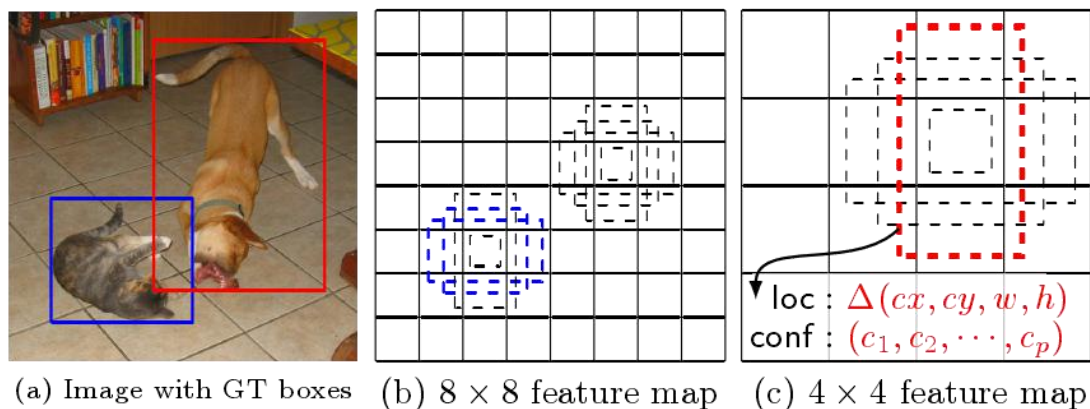 loc : Δ(cx, cy, w, h)
conf : (c₁, c₂, ⋯, cₚ)
(a) Image with GT boxes
(b) 8 × 8 feature map
(c) 4 × 4 feature map